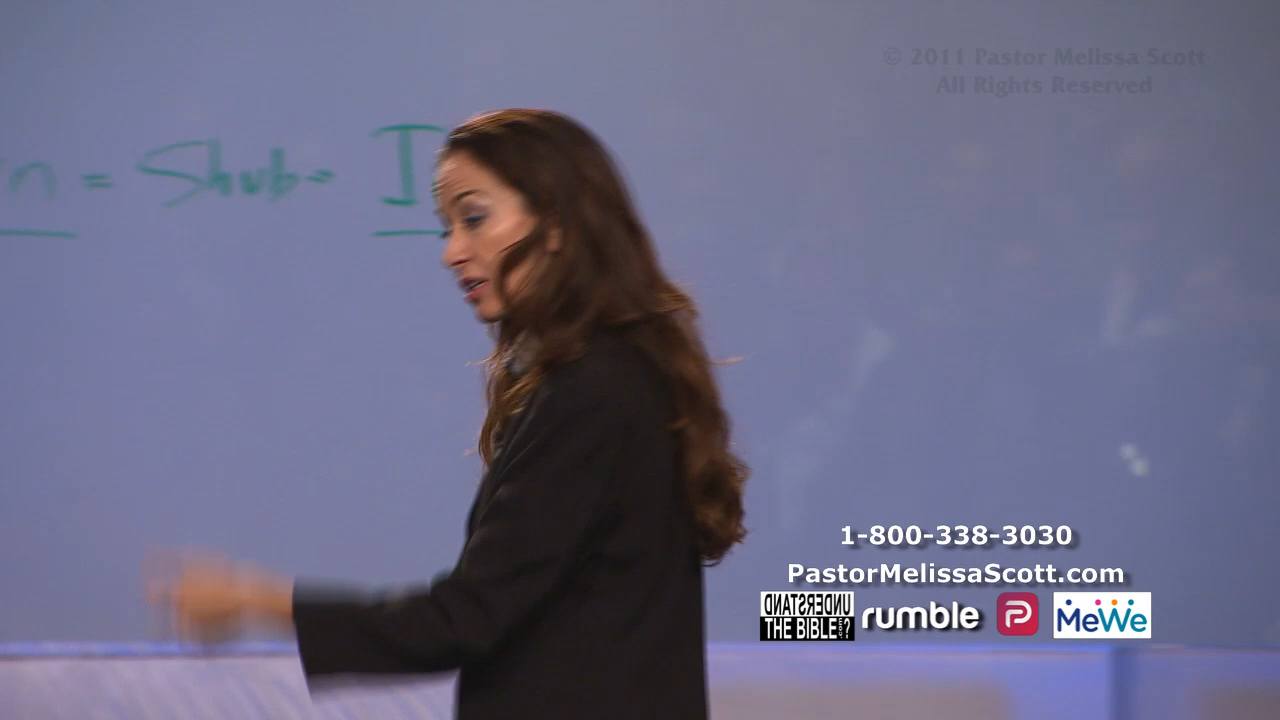 © 2011 Pastor Melissa Scott
All Rights Reserved
n = Shub- I
1-800-338-3030
PastorMelissaScott.com
UNDERSTAND
THE BIBLE?
.com
rumble
P
MeWe